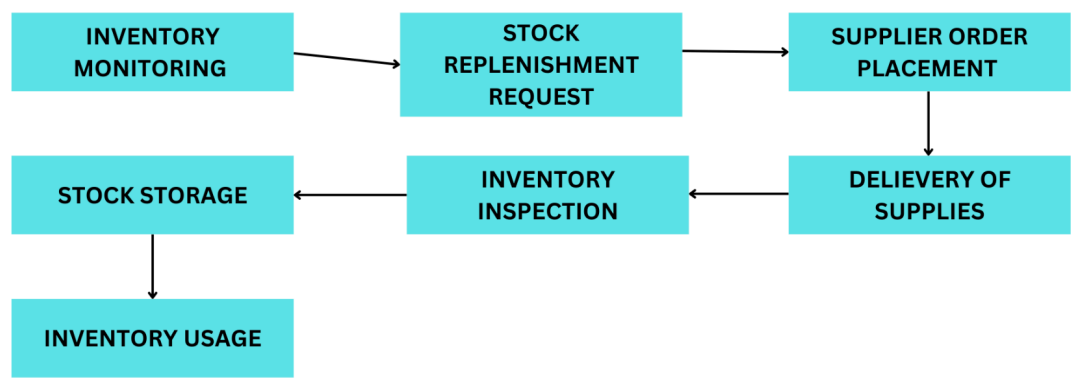 INVENTORY
MONITORING
STOCK
REPLENISHMENT
REQUEST
SUPPLIER ORDER
PLACEMENT
DELIEVERY OF
SUPPLIES
INVENTORY
INSPECTION
STOCK STORAGE
INVENTORY USAGE